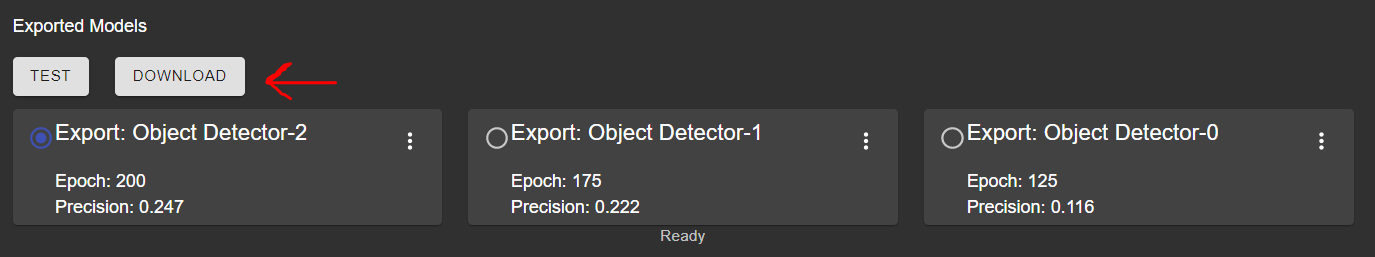 Exported Models
TEST
DOWNLOAD
Export: Object Detector-2
Epoch: 200
Precision: 0.247
Export: Object Detector-1
Epoch: 175
Precision: 0.222
Export: Object Detector-0
Epoch: 125
Precision: 0.116
Ready